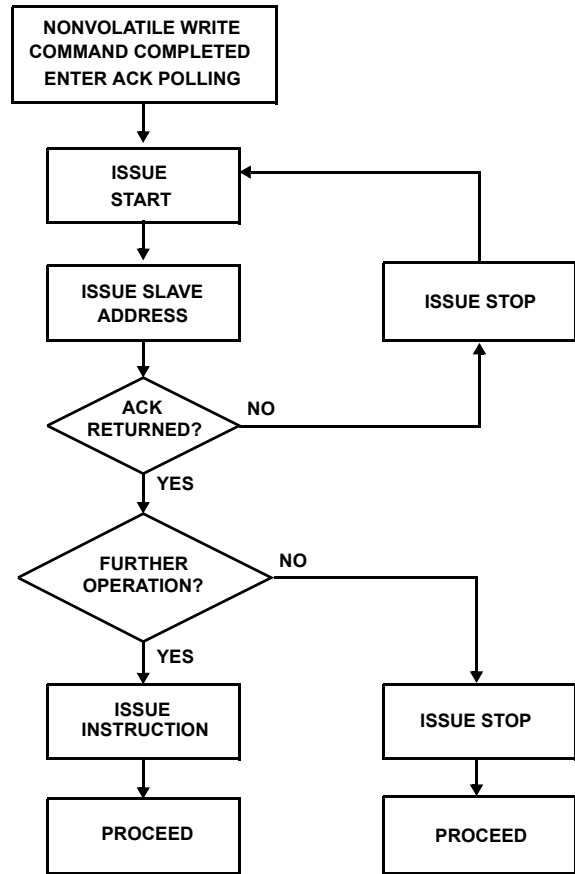 NONVOLATILE WRITE
COMMAND COMPLETED
ENTER ACK POLLING
ISSUE
START
ISSUE SLAVE
ADDRESS
ISSUE STOP
ACK
RETURNED?
NO
YES
FURTHER
OPERATION?
NO
YES
ISSUE
INSTRUCTION
ISSUE STOP
PROCEED
PROCEED